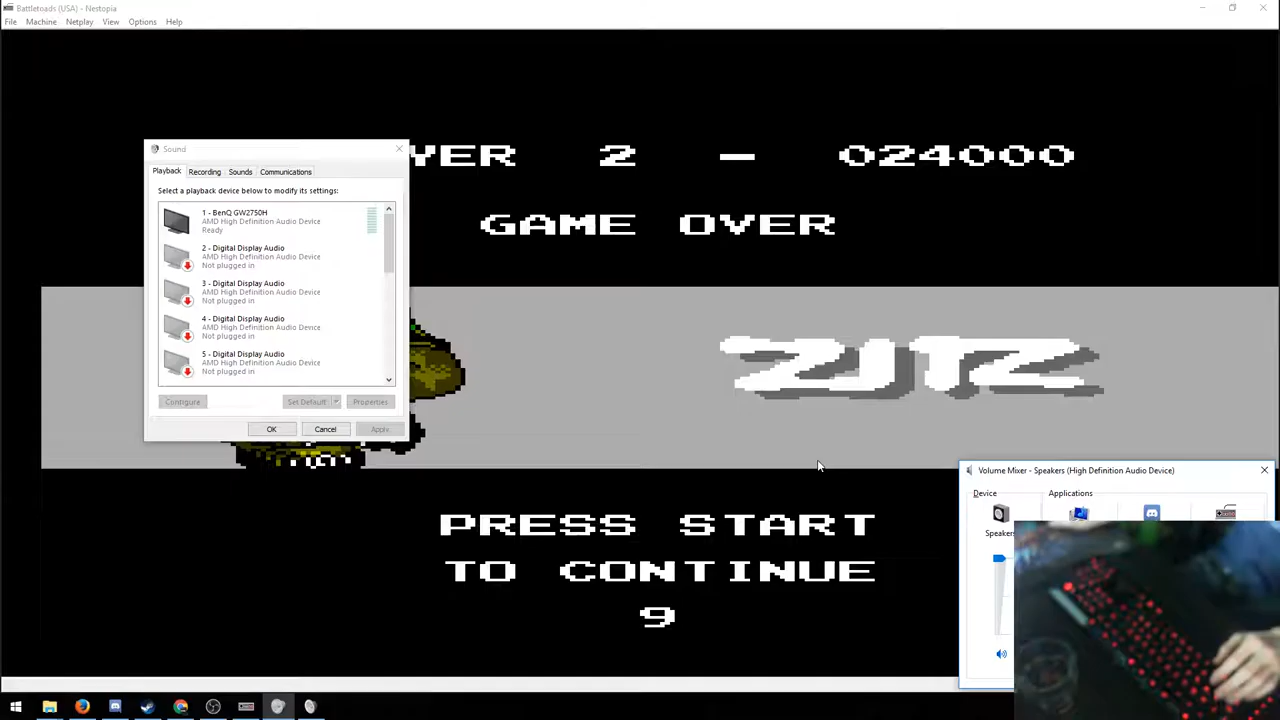 Battletoads (USA) - Nestopia
File Machine Netplay View Options Help
YER 2 — 024000
GAME OVER
ZITZ
PRESS START
TO CONTINUE
9
Sound
Playback Recording Sounds Communications
Select a playback device below to modify its settings:
1 - BenQ GW2750H
AMD High Definition Audio Device
Ready
2 - Digital Display Audio
AMD High Definition Audio Device
Not plugged in
3 - Digital Display Audio
AMD High Definition Audio Device
Not plugged in
4 - Digital Display Audio
AMD High Definition Audio Device
Not plugged in
5 - Digital Display Audio
AMD High Definition Audio Device
Not plugged in
Configure Set Default Properties
OK Cancel Apply
Volume Mixer - Speakers (High Definition Audio Device)
Device Applications
Speakers